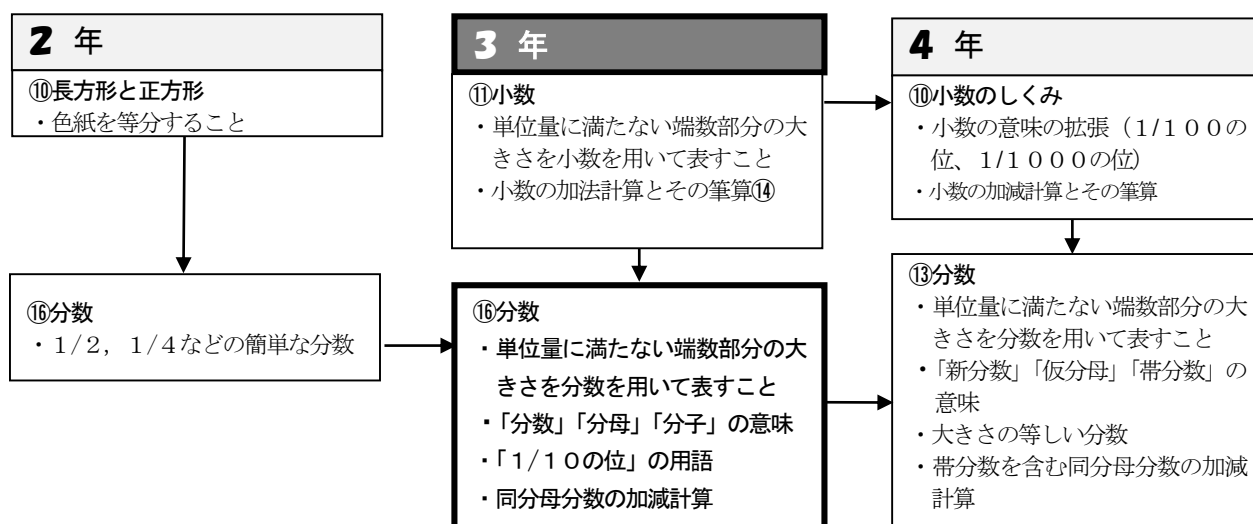 2 年
⑩長方形と正方形
・色紙を等分すること
⑯分数
・1/2，1/4などの簡単な分数
3 年
⑪小数
・単位量に満たない端数部分の大
きさを小数を用いて表すこと
・小数の加法計算とその筆算⑭
⑯分数
・単位量に満たない端数部分の大
きさを分数を用いて表すこと
・「分数」「分母」「分子」の意味
・「1/10の位」の用語
・同分母分数の加減計算
4 年
⑩小数のしくみ
・小数の意味の拡張（1/100の
位、1/1000の位）
・小数の加減計算とその筆算
⑬分数
・単位量に満たない端数部分の大
きさを分数を用いて表すこと
・「新分数」「仮分母」「帯分数」の
意味
・大きさの等しい分数
・帯分数を含む同分母分数の加減
計算